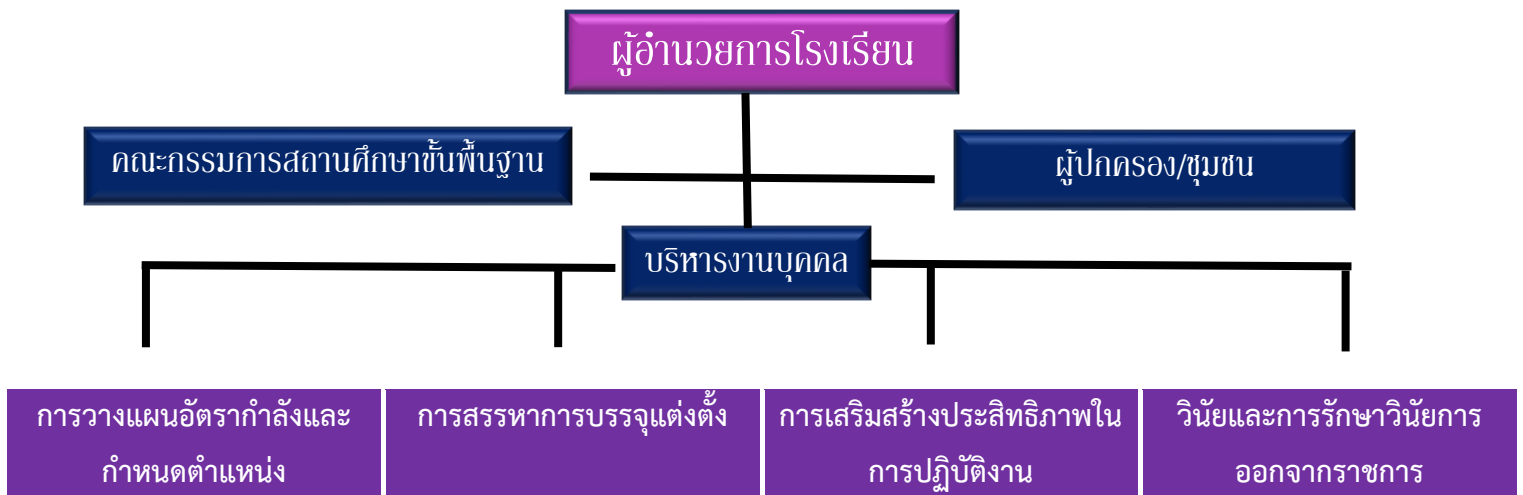 ผู้อำนวยการโรงเรียน
คณะกรรมการสถานศึกษาขั้นพื้นฐาน
ผู้ปกครอง/ชุมชน
บริหารงานบุคคล
การวางแผนอัตรากำลังและ
กำหนดตำแหน่ง
การสรรหาการบรรจุแต่งตั้ง
การเสริมสร้างประสิทธิภาพใน
การปฏิบัติงาน
วินัยและการรักษาวินัยการ
ออกจากราชการ